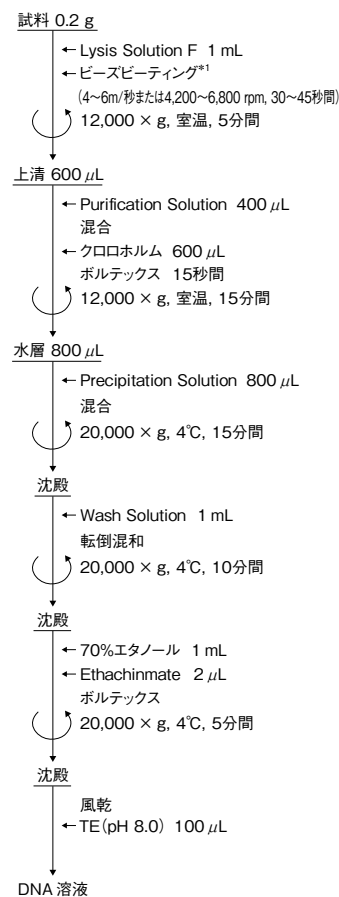 試料 0.2 g
Lysis Solution F 1 mL
ビーズビーティング*1
(4～6m/秒または4,200～6,800 rpm, 30～45秒間)
12,000 × g, 室温, 5分間
上清 600 μL
Purification Solution 400 μL
混合
クロロホルム 600 μL
ボルテックス 15秒間
12,000 × g, 室温, 15分間
水層 800 μL
Precipitation Solution 800 μL
混合
20,000 × g, 4℃, 15分間
沈殿
Wash Solution 1 mL
転倒混和
20,000 × g, 4℃, 10分間
沈殿
70%エタノール 1 mL
Ethachinmate 2 μL
ボルテックス
20,000 × g, 4℃, 5分間
沈殿
風乾
TE(pH 8.0) 100 μL
DNA 溶液